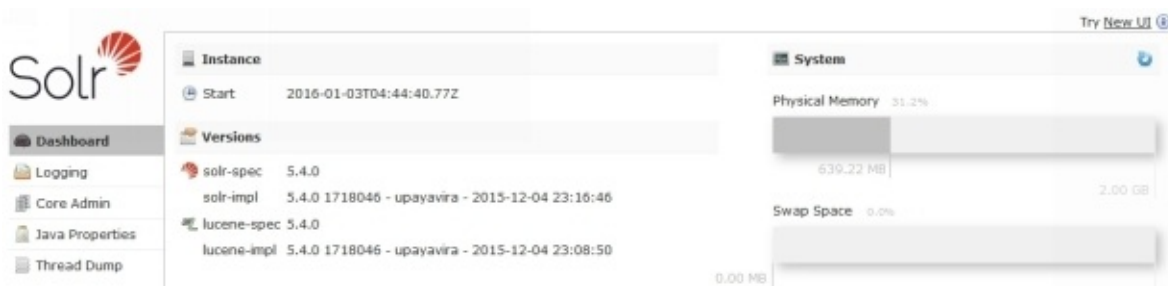 Try New UI
Solr
Dashboard
Logging
Core Admin
Java Properties
Thread Dump
Instance
Start 2016-01-03T04:44:40.77Z
Versions
solr-spec 5.4.0
solr-impl 5.4.0 1718046 - upayavira - 2015-12-04 23:16:46
lucene-spec 5.4.0
lucene-impl 5.4.0 1718046 - upayavira - 2015-12-04 23:08:50
System
Physical Memory 31.2%
639.22 MB
2.00 GB
Swap Space 0.0%
0.00 MB